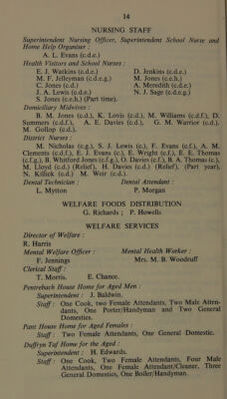 14
NURSING STAFF
Superintendent Nursing Officer, Superintendent School Nurse and
Home Help Organiser :
A. L. Evans (c.d.e.)
Health Visitors and School Nurses :
E. J. Watkins (c.d.e.) D. Jenkins (c.d.e.)
M. F. Jelleyman (c.d.e.g.) M. Jones (c.e.h.)
C. Jones (c.d.) A. Meredith (c.d.e.)
J. A. Lewis (c.d.e.) N. J. Sage (c.d.e.g.)
S. Jones (c.e.h.) (Part time).
Domiciliary Midwives :
B. M. Jones (c.d.), K. Lovis (c.d.), M. Williams (c.d.f.), D.
Summers (c.d.f.), A. E. Davies (c.d.), G. M. Warrior (c.d.).
M. Gollop (c.d.).
District Nurses :
M. Nicholas (c.g.), S. J. Lewis (c.), F. Evans (c.f.), A. M.
Clements (c.d.f.), E. J. Evans (c.), E. Wright (c.f.), E. E. Thomas
(c.f.g.), B. Whitford Jones (c.f.g.), O. Davies (c.f.), B. A. Thomas (c.),
M. Lloyd (c.d.) (Relief), H. Davies (c.d.) (Relief), (Part year),
N. Killick (c.d.) M. Weir (c.d.).
Dental Technician : Dental Attendant :
L. Mytton P. Morgan
WELFARE FOODS DISTRIBUTION
G. Richards ; P. Howells
WELFARE SERVICES
Director of Welfare :
R. Harris
Mental Welfare Officer : Mental Health Worker :
F. Jennings Mrs. M. B. Woodruff
Clerical Staff :
T. Morris. E. Chance.
Pentrebach House Home for Aged Men :
Superintendent : J. Baldwin.
Staff : One Cook, two Female Attendants, Two Male Atten-
dants, One Porter/Handyman and Two General
Domestics.
Pant House Home for Aged Females :
Staff : Two Female Attendants, One General Domestic.
Duffryn Taf Home for the Aged :
Superintendent : H. Edwards.
Staff : One Cook, Two Female Attendants, Four Male
Attendants, One Female Attendant/Cleaner, Three
General Domestics, One Boiler/Handyman.